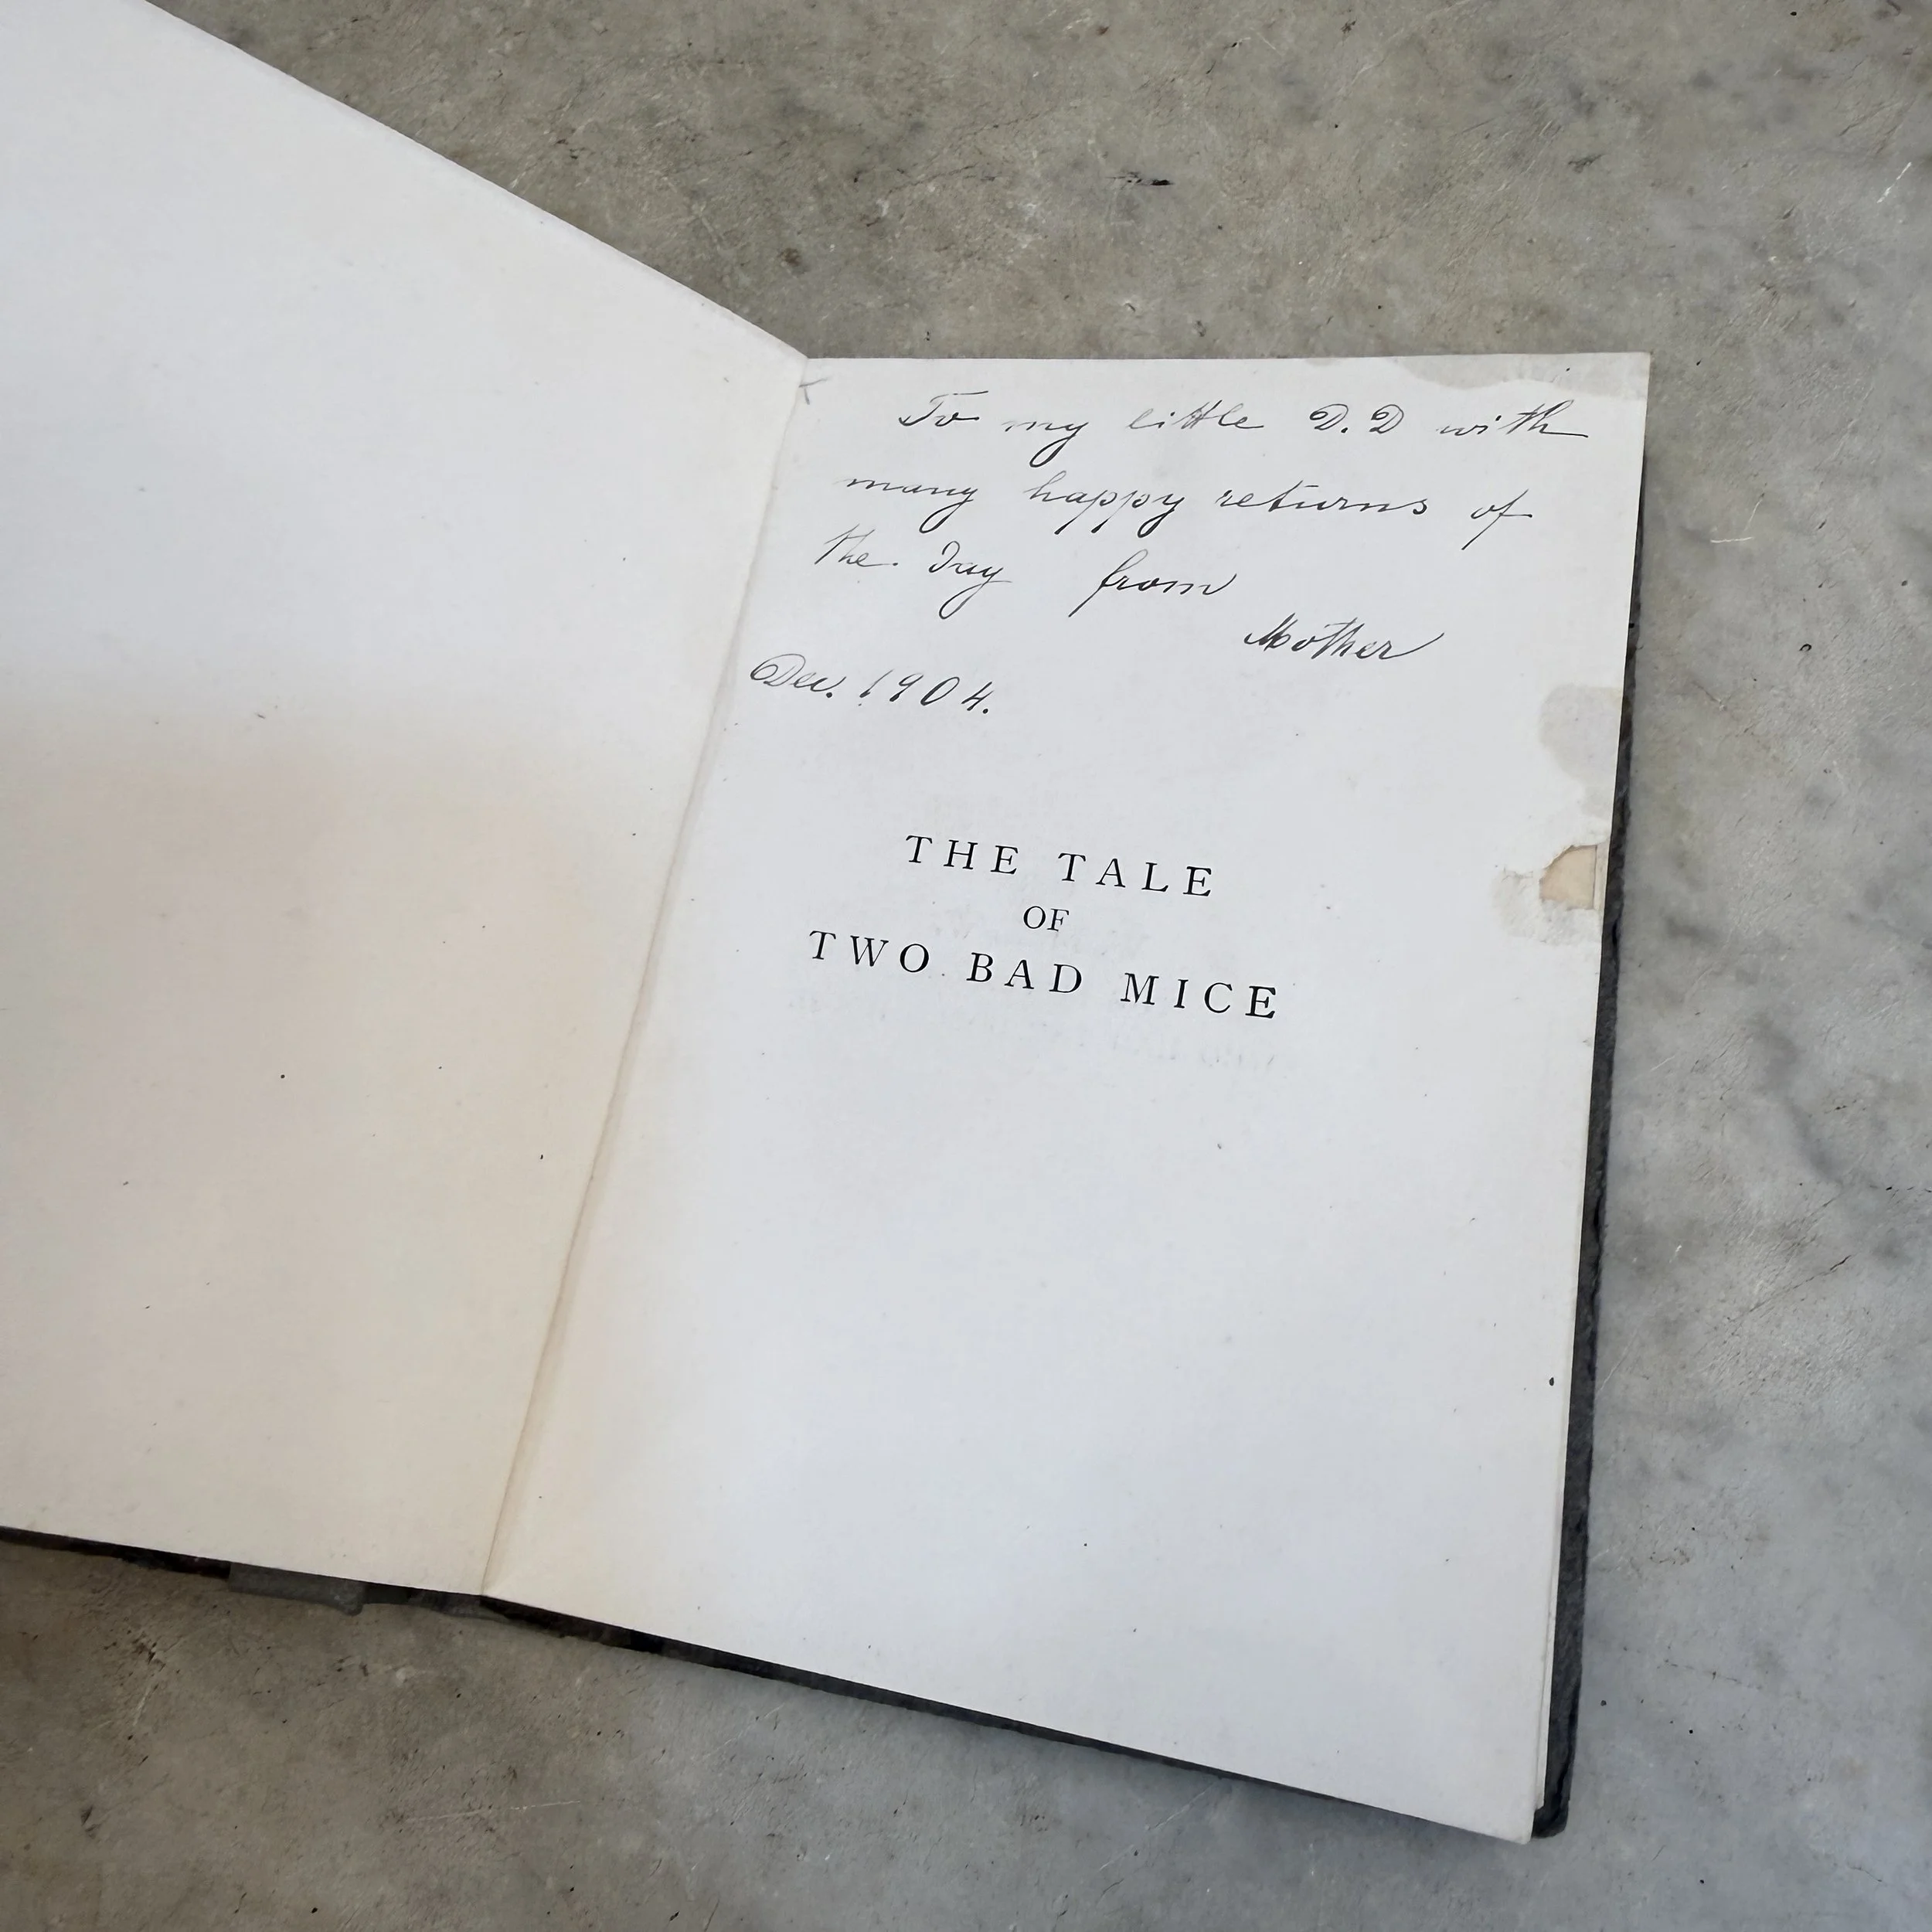 To my little D.D with
many happy returns of
the day from
Mother
Dec. 1904.
THE TALE
OF
TWO BAD MICE